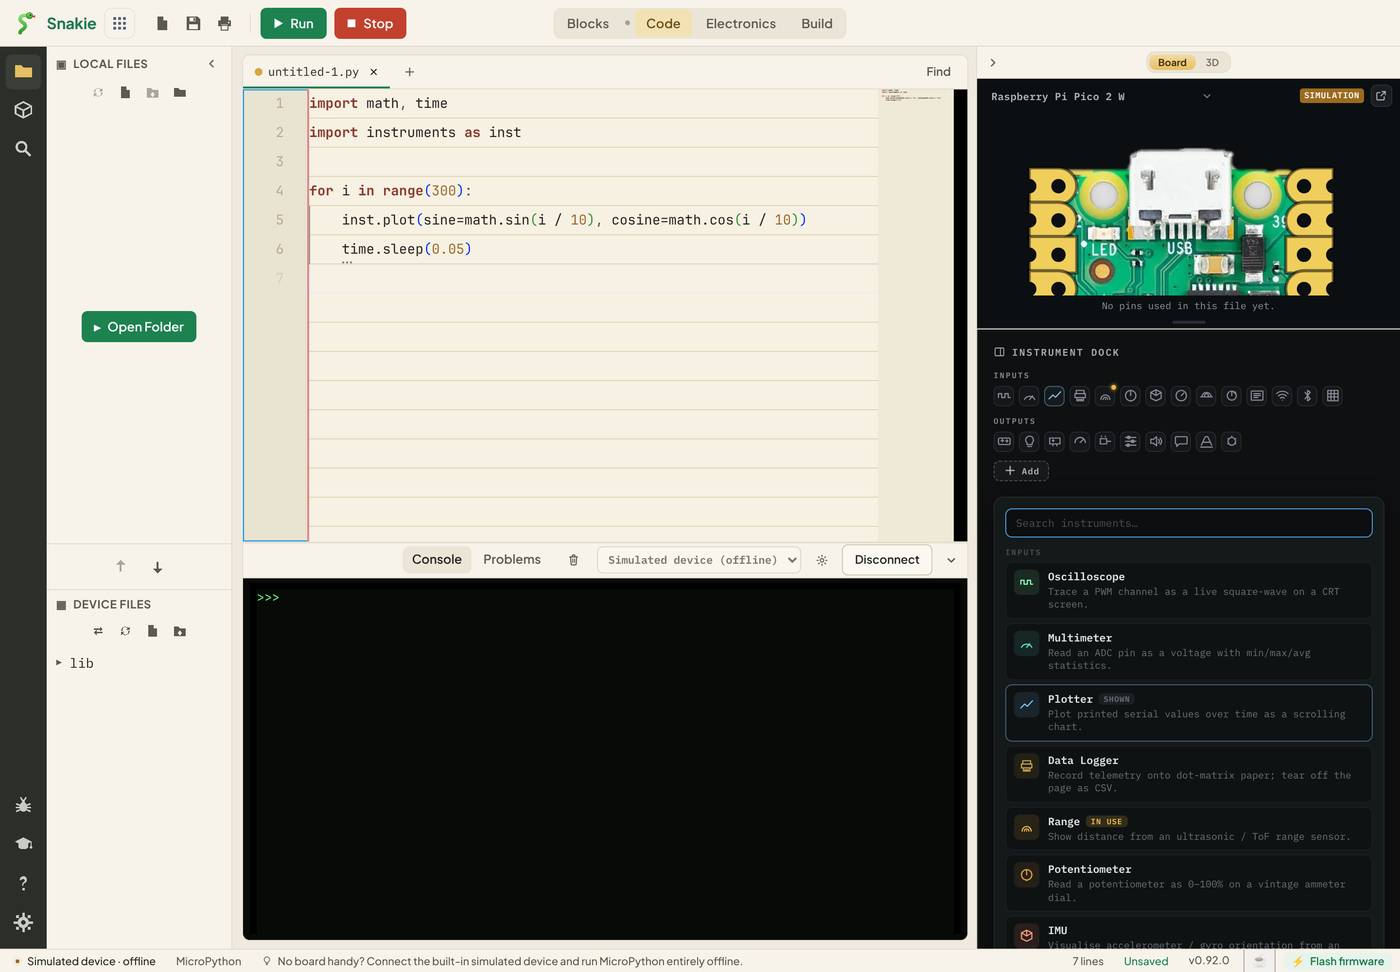 Snakie
Run
Stop
Blocks
Code
Electronics
Build
LOCAL FILES
Open Folder
DEVICE FILES
lib
untitled-1.py
Find
1 import math, time
2 import instruments as inst
3
4 for i in range(300):
5 inst.plot(sine=math.sin(i / 10), cosine=math.cos(i / 10))
6 time.sleep(0.05)
7
Console
Problems
Simulated device (offline)
Disconnect
>>>
Board
3D
Raspberry Pi Pico 2 W
SIMULATION
LED
USB
2
39
No pins used in this file yet.
INSTRUMENT DOCK
INPUTS
OUTPUTS
+ Add
Search instruments…
INPUTS
Oscilloscope
Trace a PWM channel as a live square-wave on a CRT
screen.
Multimeter
Read an ADC pin as a voltage with min/max/avg
statistics.
Plotter SHOWN
Plot printed serial values over time as a scrolling
chart.
Data Logger
Record telemetry onto dot-matrix paper; tear off the
page as CSV.
Range IN USE
Show distance from an ultrasonic / ToF range sensor.
Potentiometer
Read a potentiometer as 0–100% on a vintage ammeter
dial.
IMU
Visualise accelerometer / gyro orientation from an
Simulated device · offline
MicroPython
No board handy? Connect the built-in simulated device and run MicroPython entirely offline.
7 lines
Unsaved
v0.92.0
Flash firmware